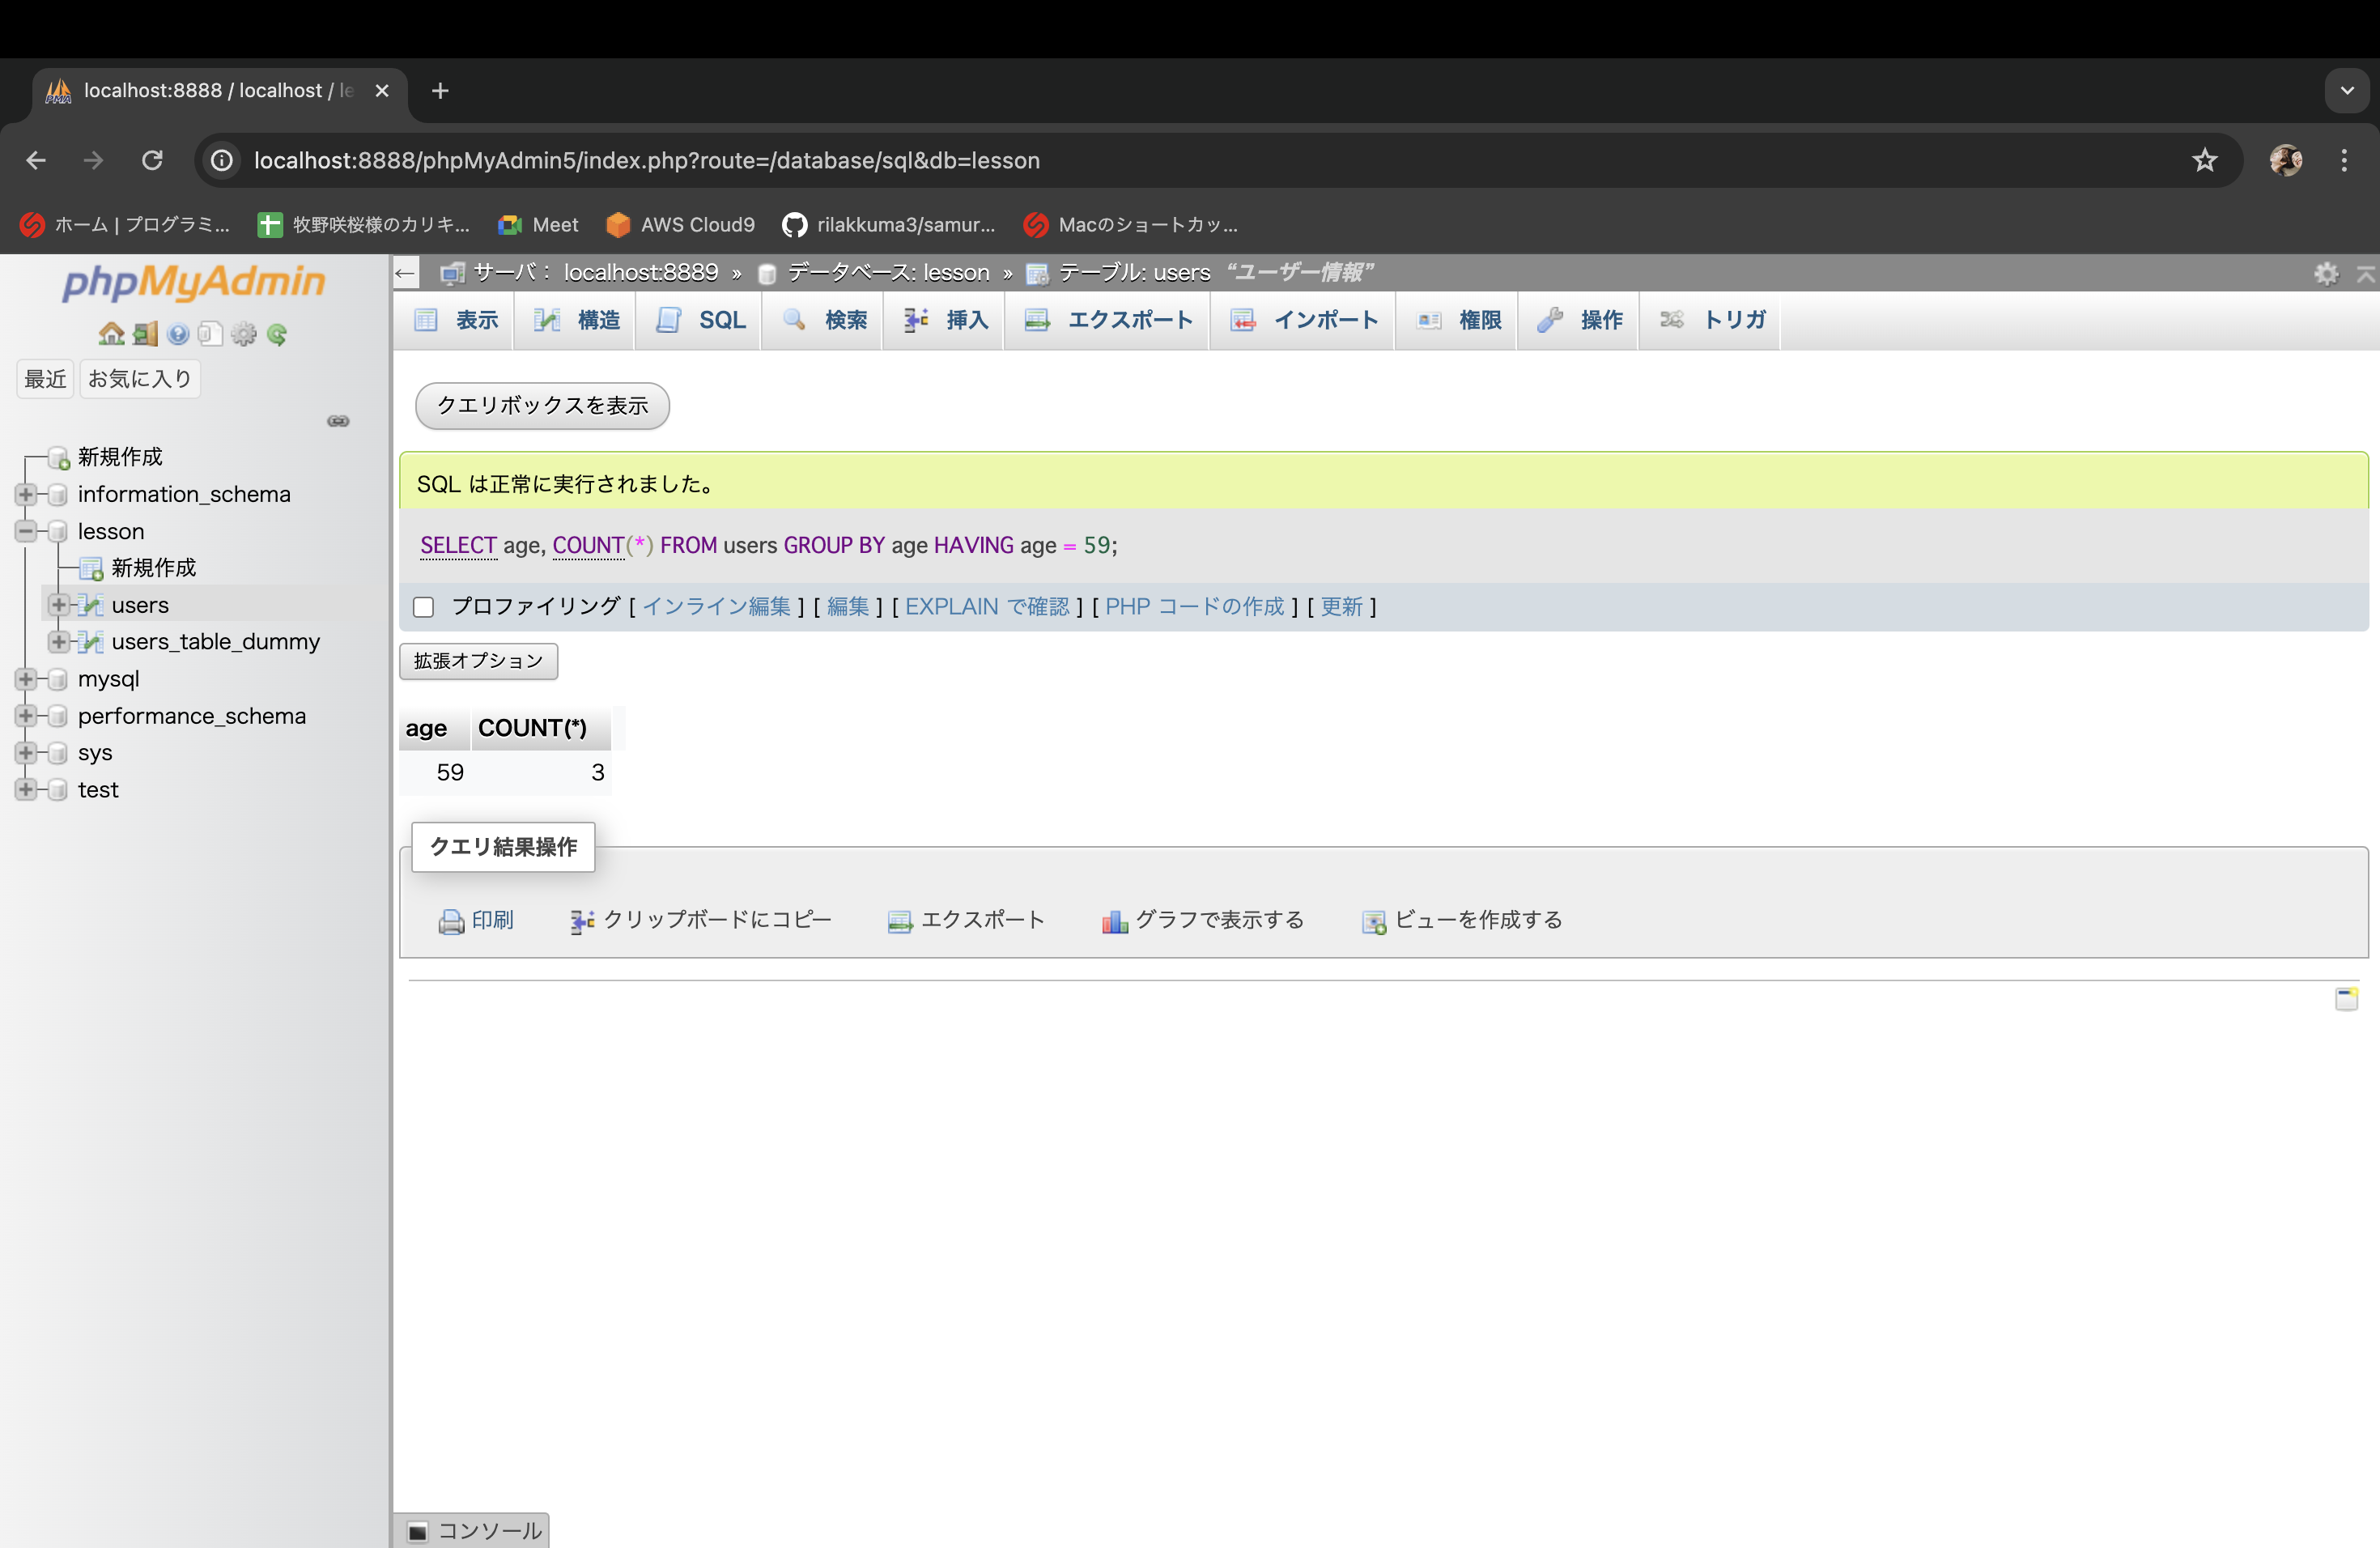 localhost:8888 / localhost / le
localhost:8888/phpMyAdmin5/index.php?route=/database/sql&db=lesson
ホーム | プログラミ... 牧野咲桜様のカリキ... Meet AWS Cloud9 rilakkuma3/samur... Macのショートカッ...
phpMyAdmin
最近 お気に入り
新規作成
information_schema
lesson
新規作成
users
users_table_dummy
mysql
performance_schema
sys
test
サーバ: localhost:8889 » データベース: lesson » テーブル: users “ユーザー情報”
表示 構造 SQL 検索 挿入 エクスポート インポート 権限 操作 トリガ
クエリボックスを表示
SQL は正常に実行されました。
SELECT age, COUNT(*) FROM users GROUP BY age HAVING age = 59;
プロファイリング [ インライン編集 ] [ 編集 ] [ EXPLAIN で確認 ] [ PHP コードの作成 ] [ 更新 ]
拡張オプション
age COUNT(*)
59 3
クエリ結果操作
印刷 クリップボードにコピー エクスポート グラフで表示する ビューを作成する
コンソール